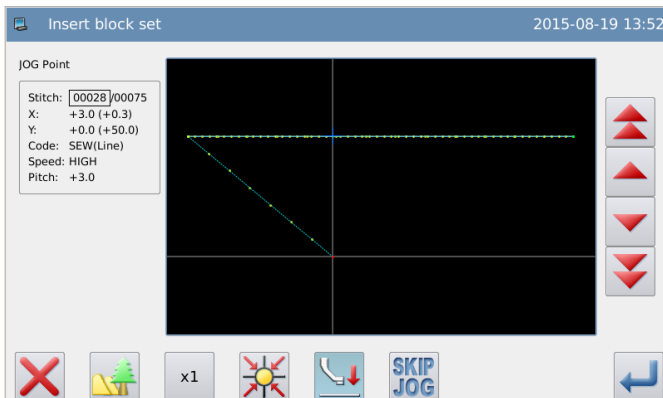 Insert block set 2015-08-19 13:52
JOG Point
Stitch: 00028 /00075
X: +3.0 (+0.3)
Y: +0.0 (+50.0)
Code: SEW(Line)
Speed: HIGH
Pitch: +3.0
x1
SKIP
JOG